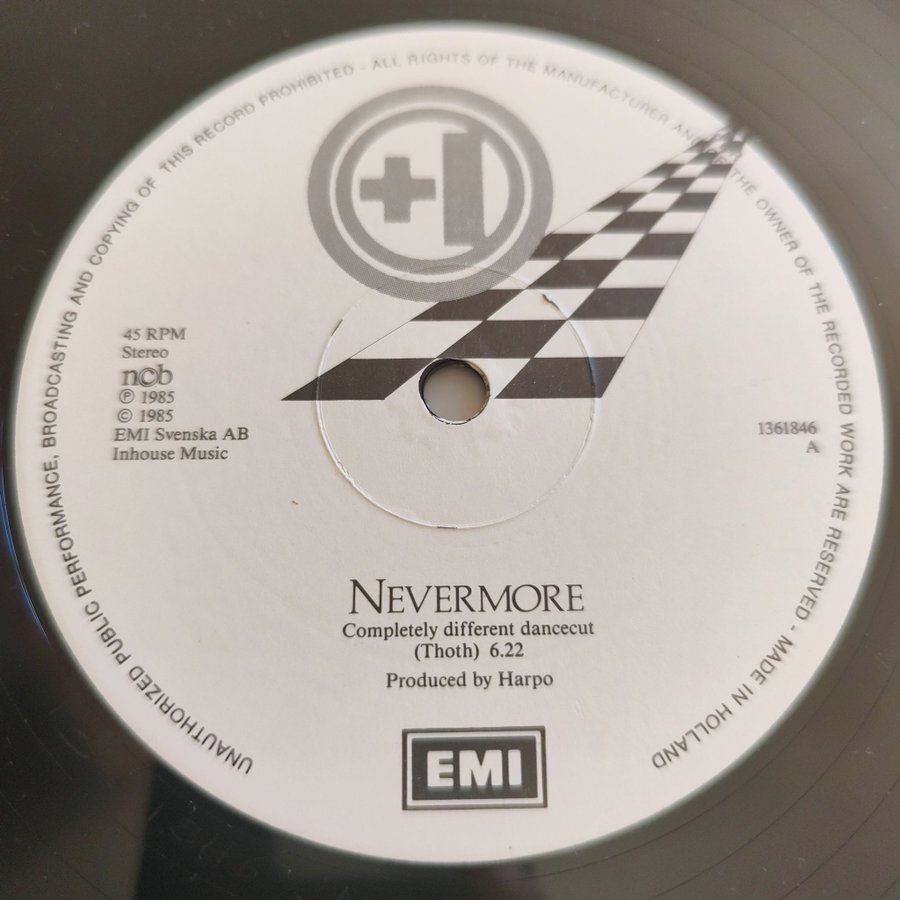 UNAUTHORIZED PUBLIC PERFORMANCE, BROADCASTING AND COPYING OF THIS RECORD PROHIBITED - ALL RIGHTS OF THE MANUFACTURER AND OF THE OWNER OF THE RECORDED WORK ARE RESERVED - MADE IN HOLLAND
+1
45 RPM
Stereo
ncb
℗ 1985
© 1985
EMI Svenska AB
Inhouse Music
1361846
A
NEVERMORE
Completely different dancecut
(Thoth) 6.22
Produced by Harpo
EMI